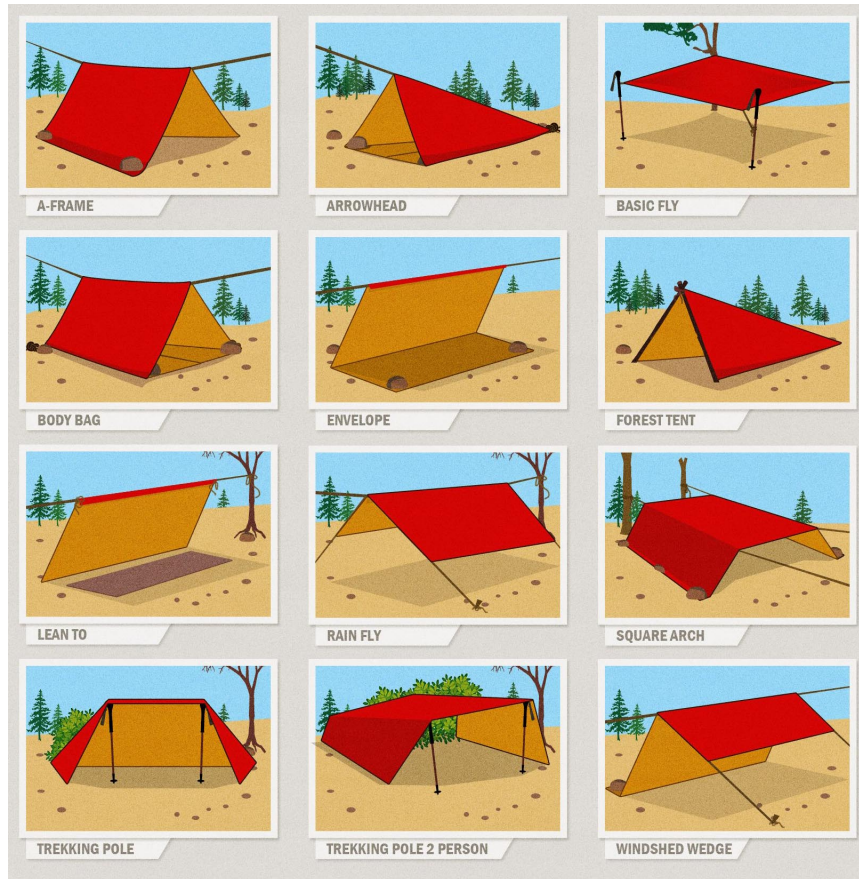 A-FRAME
ARROWHEAD
BASIC FLY
BODY BAG
ENVELOPE
FOREST TENT
LEAN TO
RAIN FLY
SQUARE ARCH
TREKKING POLE
TREKKING POLE 2 PERSON
WINDSHED WEDGE